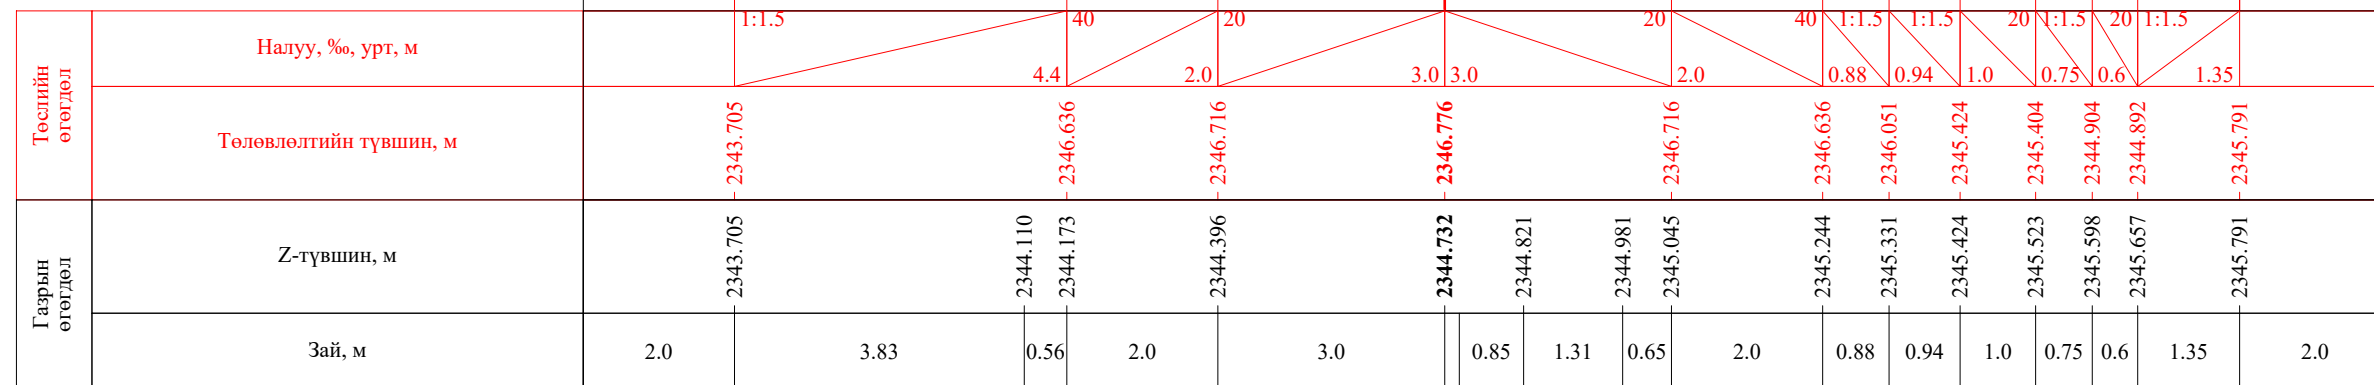 Төслийн
өгөгдөл
Налуу, ‰, урт, м
1:1.5 40 20 20 40 1:1.5 1:1.5 20 1:1.5 20 1:1.5
4.4 2.0 3.0 3.0 2.0 0.88 0.94 1.0 0.75 0.6 1.35
Төлөвлөлтийн түвшин, м
2343.705 2346.636 2346.716 2346.776 2346.716 2346.636 2346.051 2345.424 2345.404 2344.904 2344.892 2345.791
Газрын
өгөгдөл
Z-түвшин, м
2343.705 2344.110 2344.173 2344.396 2344.732 2344.821 2344.981 2345.045 2345.244 2345.331 2345.424 2345.523 2345.598 2345.657 2345.791
Зай, м
2.0 3.83 0.56 2.0 3.0 0.85 1.31 0.65 2.0 0.88 0.94 1.0 0.75 0.6 1.35 2.0